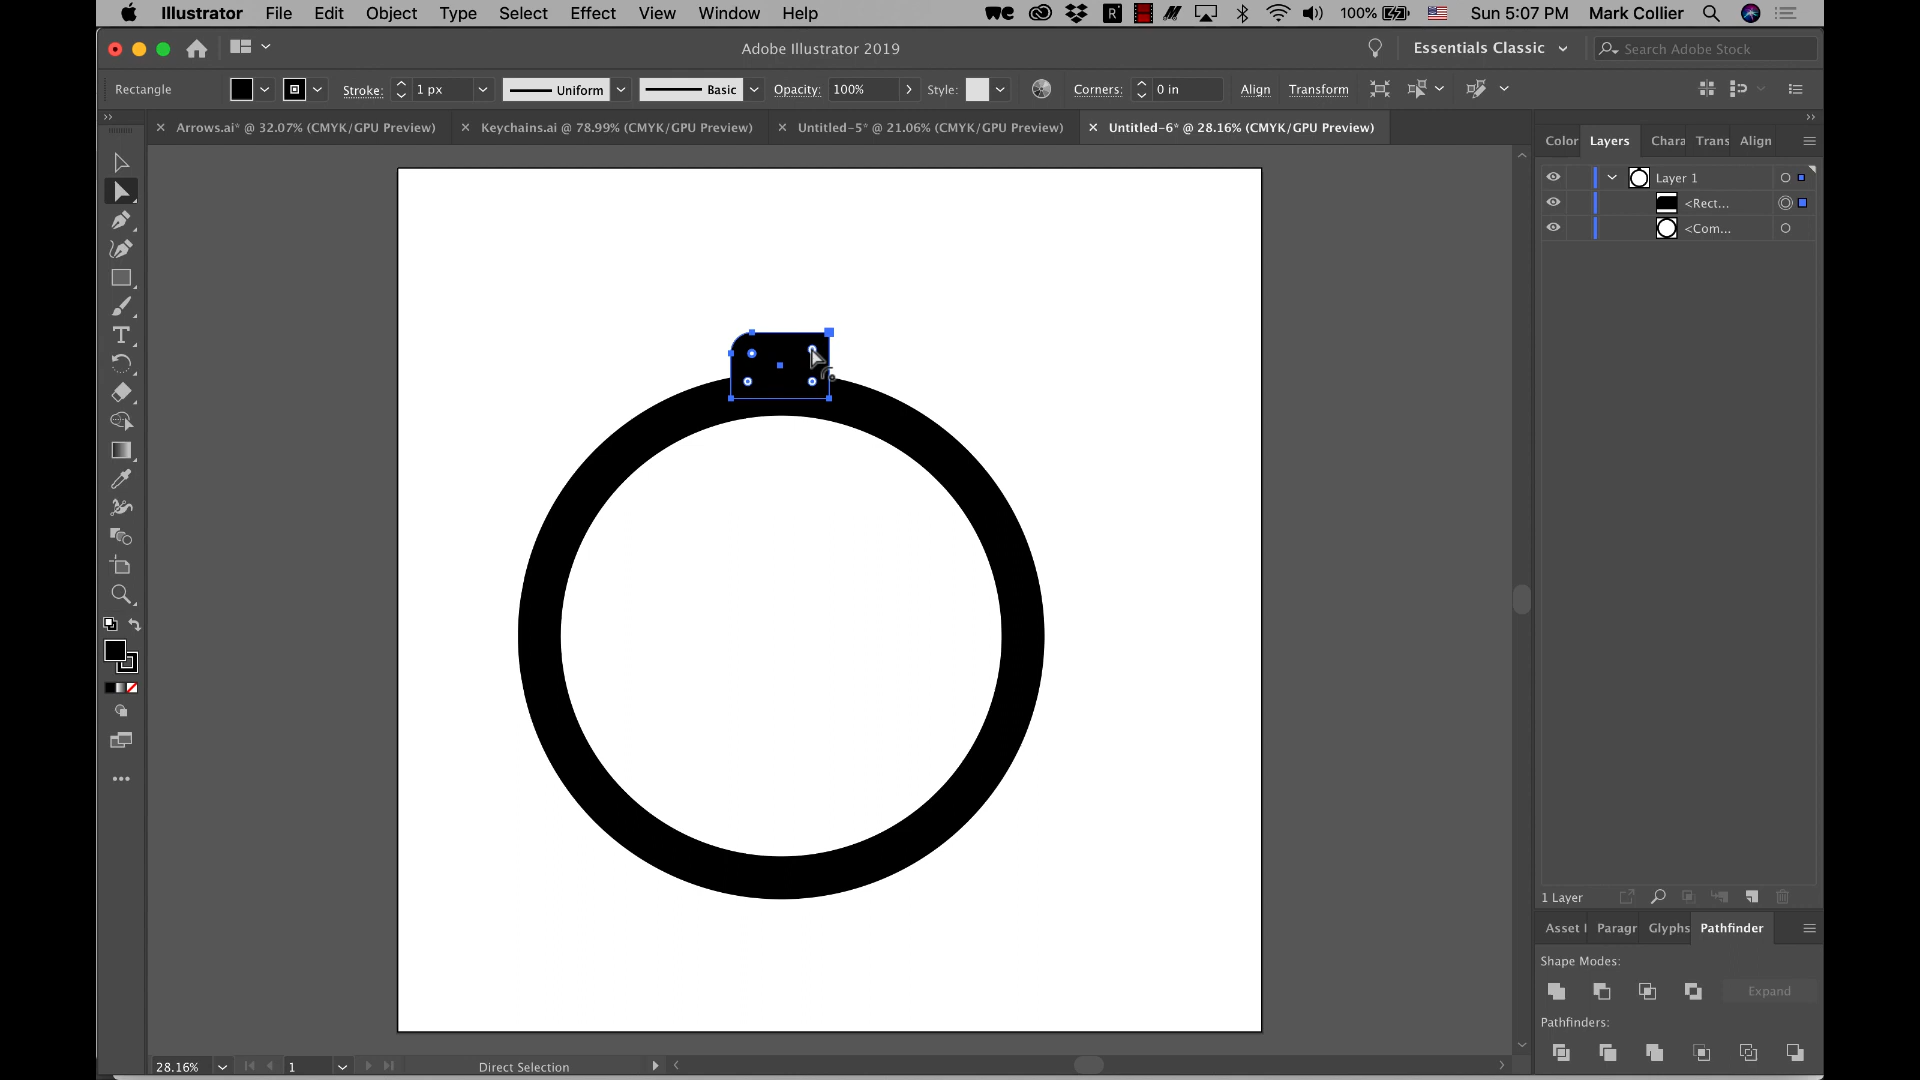 Illustrator File Edit Object Type Select Effect View Window Help 100% Sun 5:07 PM Mark Collier
Adobe Illustrator 2019 Essentials Classic Search Adobe Stock
Rectangle Stroke: 1 px Uniform Basic Opacity: 100% Style: Corners: 0 in Align Transform
Arrows.ai* @ 32.07% (CMYK/GPU Preview) Keychains.ai @ 78.99% (CMYK/GPU Preview) Untitled-5* @ 21.06% (CMYK/GPU Preview) Untitled-6* @ 28.16% (CMYK/GPU Preview)
Color Layers Chara Trans Align
Layer 1
<Rect...
<Com...
1 Layer
Asset I Paragr Glyphs Pathfinder
Shape Modes:
Expand
Pathfinders:
28.16% 1 Direct Selection